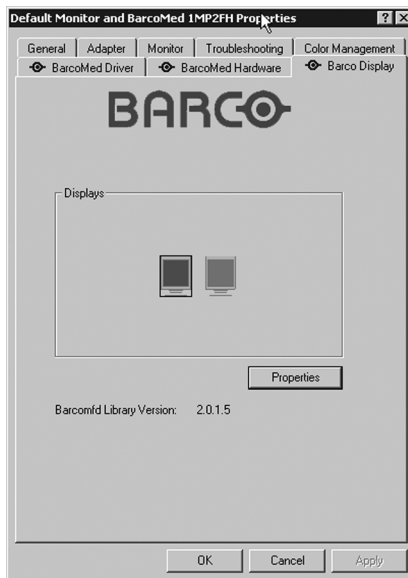 Default Monitor and BarcoMed 1MP2FH Properties
General Adapter Monitor Troubleshooting Color Management
BarcoMed Driver BarcoMed Hardware Barco Display
BARCO
Displays
Properties
Barcomfd Library Version: 2.0.1.5
OK Cancel Apply